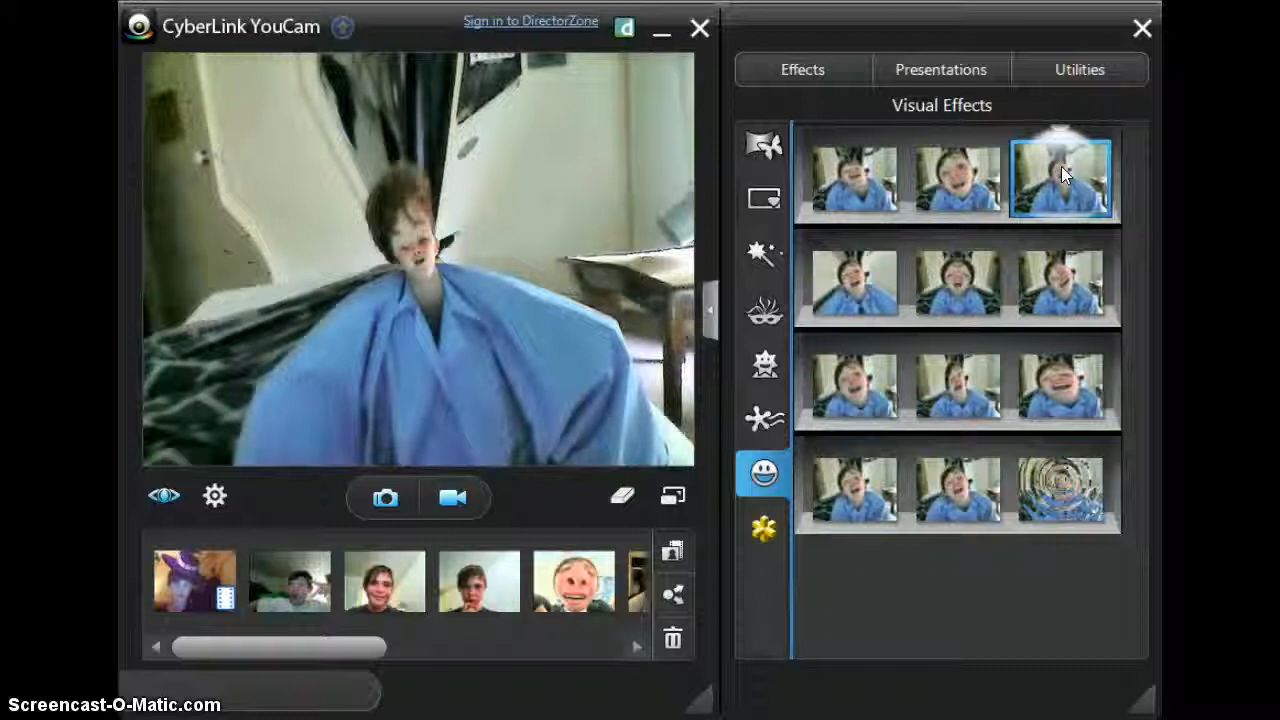 CyberLink YouCam
Sign in to DirectorZone
d
Effects
Presentations
Utilities
Visual Effects
Screencast-O-Matic.com